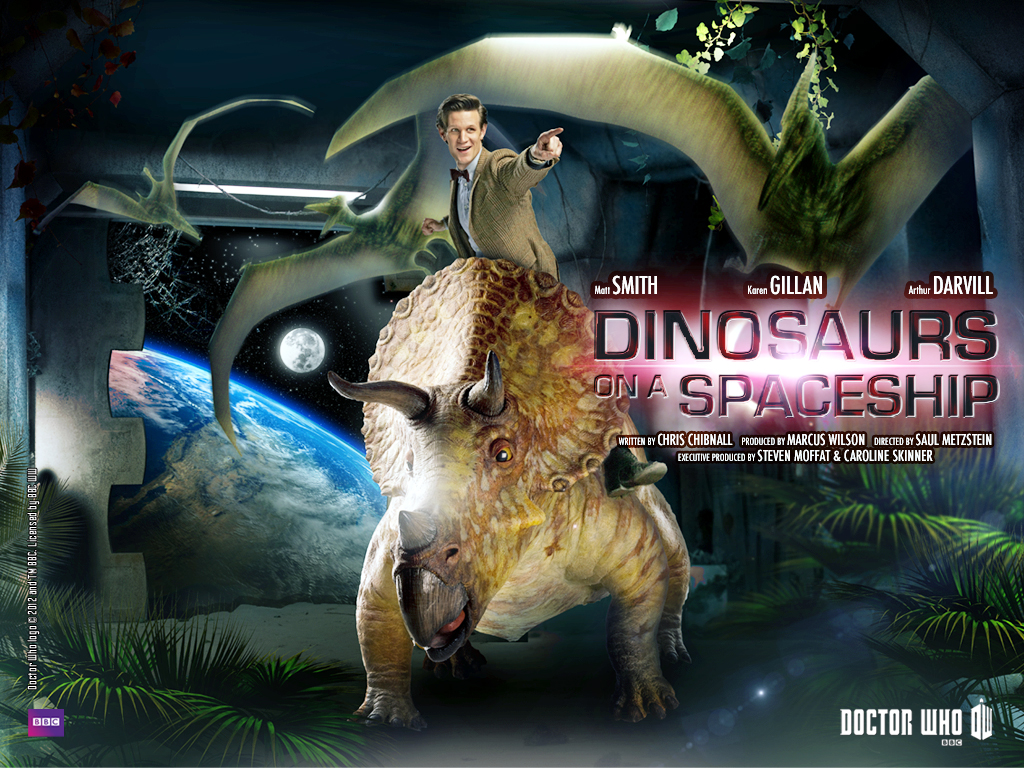 Matt SMITH Karen GILLAN Arthur DARVILL
DINOSAURS
ON A SPACESHIP
WRITTEN BY CHRIS CHIBNALL PRODUCED BY MARCUS WILSON DIRECTED BY SAUL METZSTEIN
EXECUTIVE PRODUCED BY STEVEN MOFFAT & CAROLINE SKINNER
Doctor Who logo © 2012 and TM BBC. Licensed by BBC WW
BBC
DOCTOR WHO DW
BBC